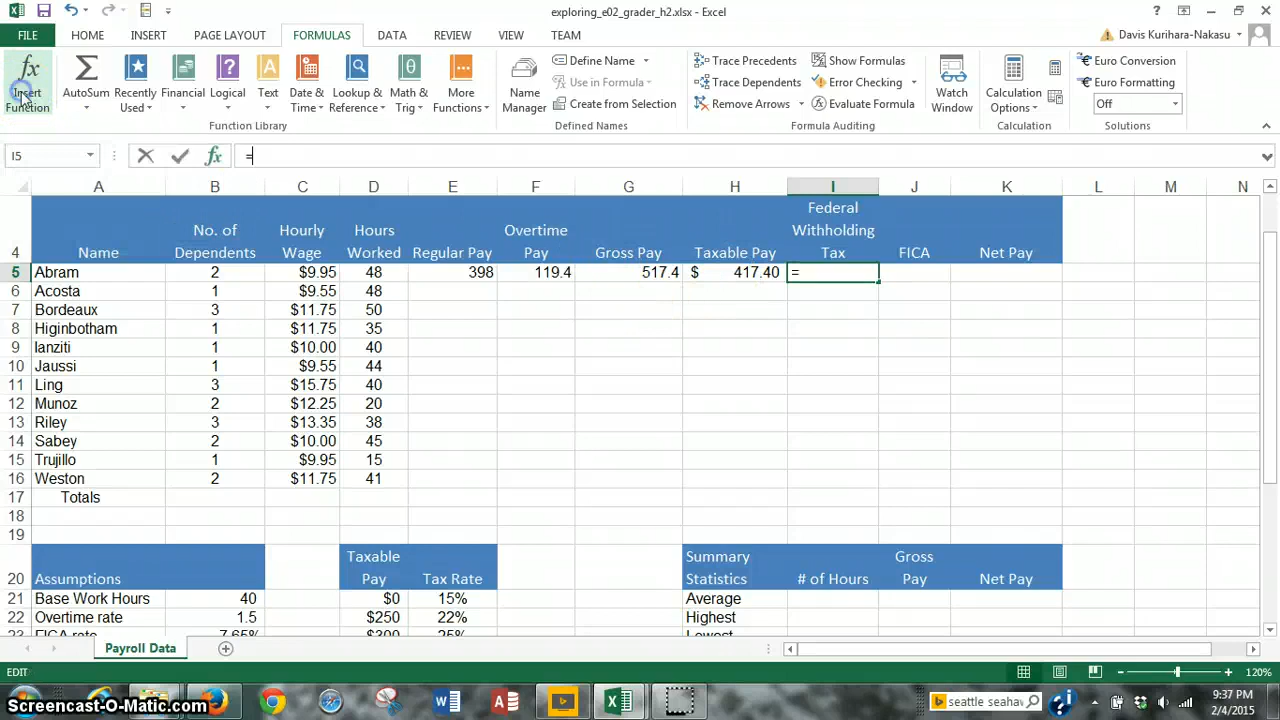 exploring_e02_grader_h2.xlsx - Excel
FILE HOME INSERT PAGE LAYOUT FORMULAS DATA REVIEW VIEW TEAM Davis Kurihara-Nakasu
Insert Function
AutoSum
Recently Used
Financial
Logical
Text
Date & Time
Lookup & Reference
Math & Trig
More Functions
Function Library
Name Manager
Define Name
Use in Formula
Create from Selection
Defined Names
Trace Precedents
Trace Dependents
Remove Arrows
Show Formulas
Error Checking
Evaluate Formula
Formula Auditing
Watch Window
Calculation Options
Calculation
Euro Conversion
Euro Formatting
Off
Solutions
I5 fx =
A B C D E F G H I J K L M N
4 Name No. of Dependents Hourly Wage Hours Worked Regular Pay Overtime Pay Gross Pay Taxable Pay Federal Withholding Tax FICA Net Pay
5 Abram 2 $9.95 48 398 119.4 517.4 $ 417.40 =
6 Acosta 1 $9.55 48
7 Bordeaux 3 $11.75 50
8 Higinbotham 1 $11.75 35
9 Ianziti 1 $10.00 40
10 Jaussi 1 $9.55 44
11 Ling 3 $15.75 40
12 Munoz 2 $12.25 20
13 Riley 3 $13.35 38
14 Sabey 2 $10.00 45
15 Trujillo 1 $9.95 15
16 Weston 2 $11.75 41
17 Totals
18
19
20 Assumptions Taxable Pay Tax Rate Summary Statistics # of Hours Gross Pay Net Pay
21 Base Work Hours 40 $0 15% Average
22 Overtime rate 1.5 $250 22% Highest
23 FICA rate 7.65% $300 25% Lowest
Payroll Data
EDIT 120%
Screencast-O-Matic.com
seattle seahaw
9:37 PM
2/4/2015